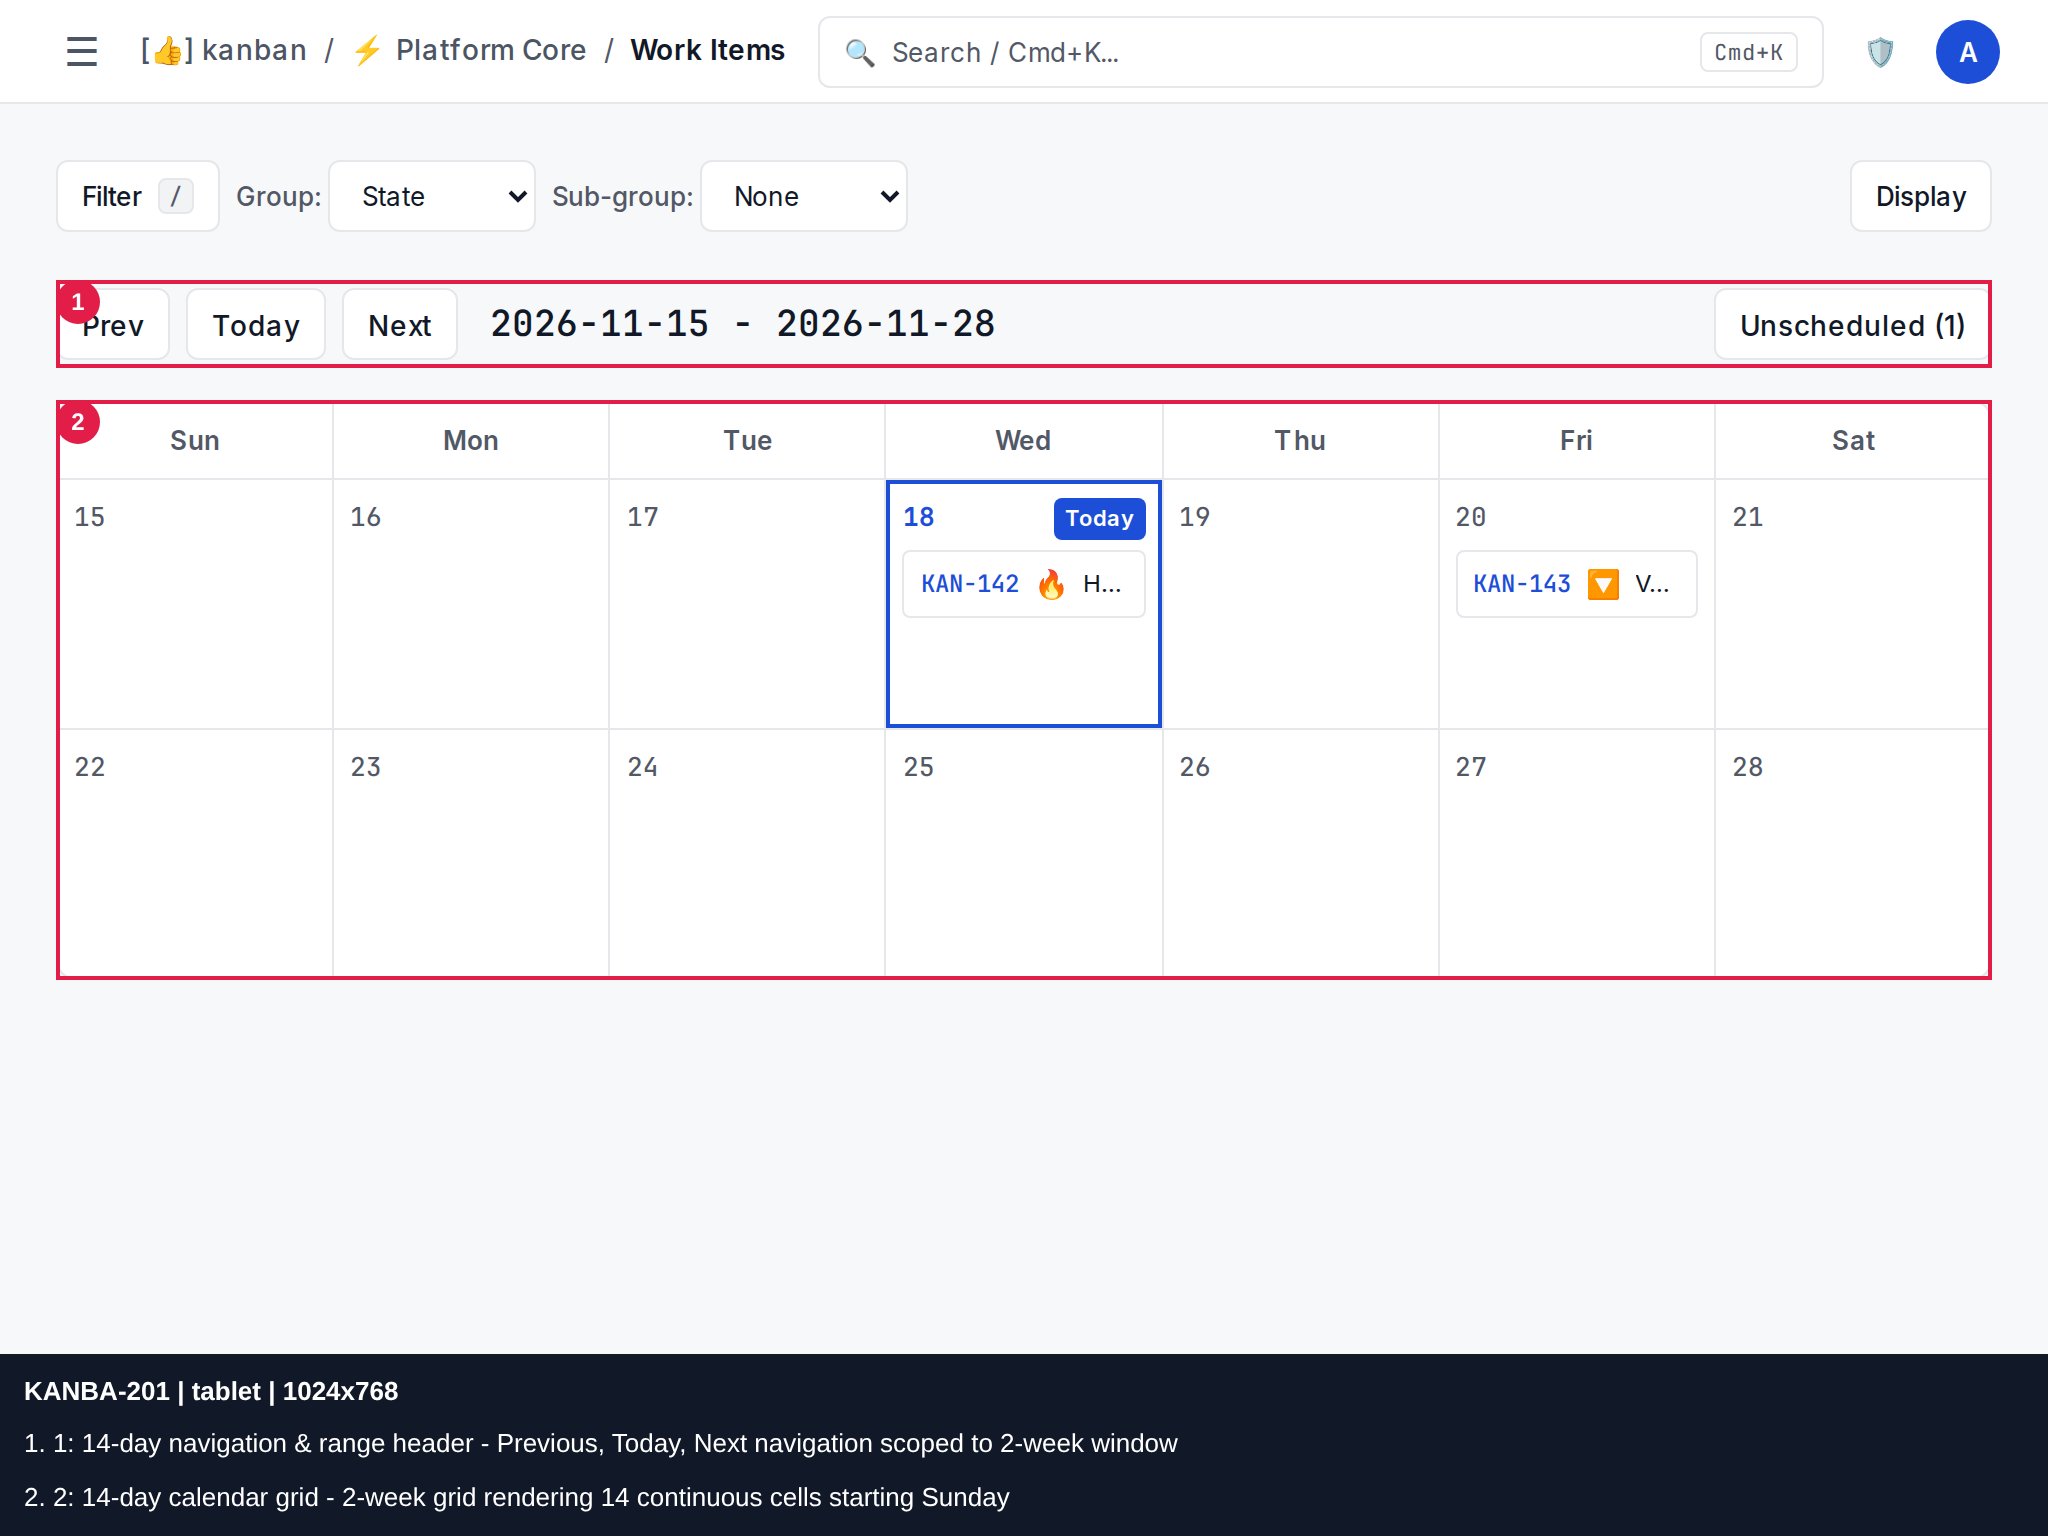 [👍] kanban / ⚡ Platform Core / Work Items
Search / Cmd+K...
Cmd+K
A
Filter /
Group: State
Sub-group: None
Display
1
Prev
Today
Next
2026-11-15 - 2026-11-28
Unscheduled (1)
2
Sun Mon Tue Wed Thu Fri Sat
15 16 17 18 Today 19 20 21
KAN-142 🔥 H... KAN-143 🔽 V...
22 23 24 25 26 27 28
KANBA-201 | tablet | 1024x768
1. 1: 14-day navigation & range header - Previous, Today, Next navigation scoped to 2-week window
2. 2: 14-day calendar grid - 2-week grid rendering 14 continuous cells starting Sunday